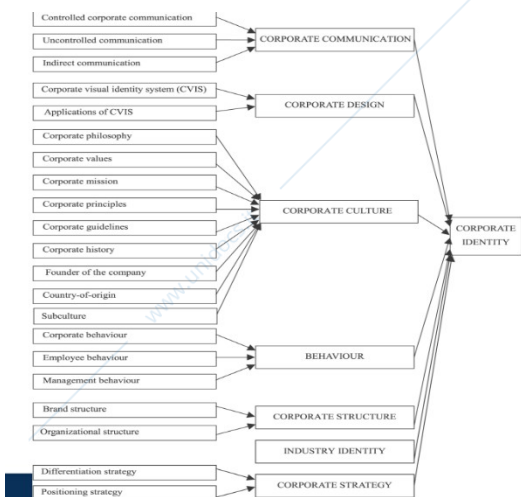 Controlled corporate communication
Uncontrolled communication
Indirect communication
CORPORATE COMMUNICATION
Corporate visual identity system (CVIS)
Applications of CVIS
CORPORATE DESIGN
Corporate philosophy
Corporate values
Corporate mission
Corporate principles
Corporate guidelines
Corporate history
Founder of the company
Country-of-origin
Subculture
CORPORATE CULTURE
Corporate behaviour
Employee behaviour
Management behaviour
BEHAVIOUR
Brand structure
Organizational structure
CORPORATE STRUCTURE
INDUSTRY IDENTITY
Differentiation strategy
Positioning strategy
CORPORATE STRATEGY
CORPORATE
IDENTITY